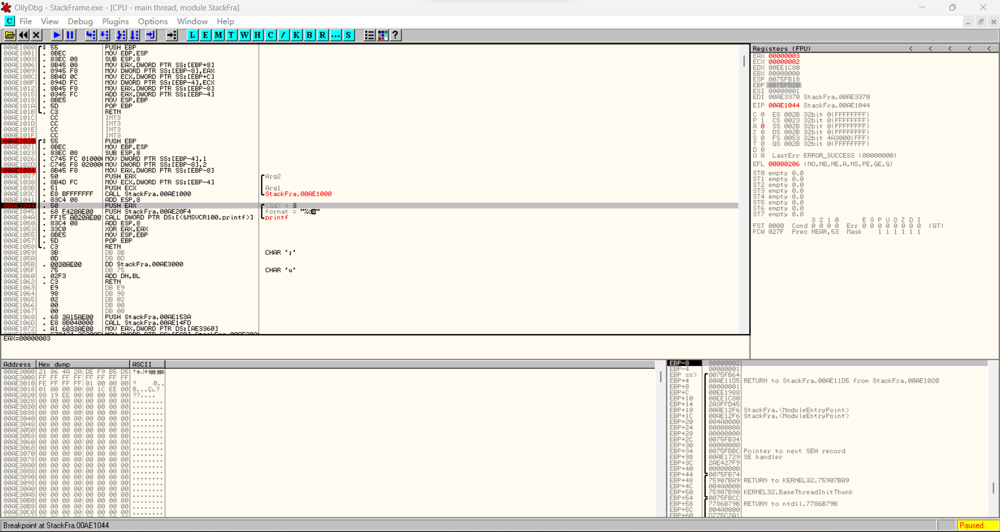 OllyDbg - StackFrame.exe - [CPU - main thread, module StackFra]
C File View Debug Plugins Options Window Help
L E M T W H C / K B R ... S ?
00AE1000 $ 55 PUSH EBP
00AE1001 . 8BEC MOV EBP,ESP
00AE1003 . 83EC 08 SUB ESP,8
00AE1006 . 8B45 08 MOV EAX,DWORD PTR SS:[EBP+8]
00AE1009 . 8945 F8 MOV DWORD PTR SS:[EBP-8],EAX
00AE100C . 8B4D 0C MOV ECX,DWORD PTR SS:[EBP+C]
00AE100F . 894D FC MOV DWORD PTR SS:[EBP-4],ECX
00AE1012 . 8B45 F8 MOV EAX,DWORD PTR SS:[EBP-8]
00AE1015 . 0345 FC ADD EAX,DWORD PTR SS:[EBP-4]
00AE1018 . 8BE5 MOV ESP,EBP
00AE101A . 5D POP EBP
00AE101B . C3 RETN
00AE101C CC INT3
00AE101D CC INT3
00AE101E CC INT3
00AE101F CC INT3
00AE1020 $ 55 PUSH EBP
00AE1021 . 8BEC MOV EBP,ESP
00AE1023 . 83EC 08 SUB ESP,8
00AE1026 . C745 FC 01000 MOV DWORD PTR SS:[EBP-4],1
00AE102D . C745 F8 02000 MOV DWORD PTR SS:[EBP-8],2
00AE1034 . 8B45 F8 MOV EAX,DWORD PTR SS:[EBP-8]
00AE1037 . 50 PUSH EAX Arg2
00AE1038 . 8B4D FC MOV ECX,DWORD PTR SS:[EBP-4]
00AE103B . 51 PUSH ECX Arg1
00AE103C . E8 BFFFFFFF CALL StackFra.00AE1000 StackFra.00AE1000
00AE1041 . 83C4 08 ADD ESP,8
00AE1044 . 50 PUSH EAX <%d> = 3
00AE1045 . 68 F420AE00 PUSH StackFra.00AE20F4 format = "%d◙"
00AE104A . FF15 A020AE00 CALL DWORD PTR DS:[<&MSVCR100.printf>] printf
00AE1050 . 83C4 08 ADD ESP,8
00AE1053 . 33C0 XOR EAX,EAX
00AE1055 . 8BE5 MOV ESP,EBP
00AE1057 . 5D POP EBP
00AE1058 . C3 RETN
00AE1059 3B DB 3B CHAR ';'
00AE105A 0D DB 0D
00AE105B . 0030AE00 DD StackFra.00AE3000
00AE105F 75 DB 75 CHAR 'u'
00AE1060 . 02F3 ADD DH,BL
00AE1062 . C3 RETN
00AE1063 E9 DB E9
00AE1064 98 DB 98
00AE1065 02 DB 02
00AE1066 00 DB 00
00AE1067 00 DB 00
00AE1068 . 68 3A15AE00 PUSH StackFra.00AE153A
00AE106D . E8 8B040000 CALL StackFra.00AE14FD
00AE1072 . A1 6033AE00 MOV EAX,DWORD PTR DS:[AE3360]
EAX=00000003
Registers (FPU) < < < < <
EAX 00000003
ECX 00000002
EDX 00EE1C80
EBX 00000000
ESP 0075FB18
EBP 0075FB20
ESI 00000001
EDI 00AE3370 StackFra.00AE3370
EIP 00AE1044 StackFra.00AE1044
C 0 ES 002B 32bit 0(FFFFFFFF)
P 1 CS 0023 32bit 0(FFFFFFFF)
A 0 SS 002B 32bit 0(FFFFFFFF)
Z 0 DS 002B 32bit 0(FFFFFFFF)
S 0 FS 0053 32bit 4A3000(FFF)
T 0 GS 002B 32bit 0(FFFFFFFF)
D 0
O 0 LastErr ERROR_SUCCESS (00000000)
EFL 00000206 (NO,NB,NE,A,NS,PE,GE,G)
ST0 empty 0.0
ST1 empty 0.0
ST2 empty 0.0
ST3 empty 0.0
ST4 empty 0.0
ST5 empty 0.0
ST6 empty 0.0
ST7 empty 0.0
3 2 1 0 E S P U O Z D I
FST 0000 Cond 0 0 0 0 Err 0 0 0 0 0 0 0 0 (GT)
FCW 027F Prec NEAR,53 Mask 1 1 1 1 1 1
Address Hex dump ASCII
00AE3000 21 06 4A 2A DE F9 B5 D5
00AE3008 FF FF FF FF FF FF FF FF
00AE3010 FE FF FF FF 01 00 00 00
00AE3018 01 00 00 00 80 1C EE 00
00AE3020 88 19 EE 00 00 00 00 00 ??....
00AE3028 00 00 00 00 00 00 00 00 ........
00AE3030 00 00 00 00 00 00 00 00 ........
00AE3038 00 00 00 00 00 00 00 00 ........
00AE3040 00 00 00 00 00 00 00 00 ........
00AE3048 00 00 00 00 00 00 00 00 ........
00AE3050 00 00 00 00 00 00 00 00 ........
00AE3058 00 00 00 00 00 00 00 00 ........
00AE3060 00 00 00 00 00 00 00 00 ........
00AE3068 00 00 00 00 00 00 00 00 ........
00AE3070 00 00 00 00 00 00 00 00 ........
00AE3078 00 00 00 00 00 00 00 00 ........
00AE3080 00 00 00 00 00 00 00 00 ........
00AE3088 00 00 00 00 00 00 00 00 ........
00AE3090 00 00 00 00 00 00 00 00 ........
00AE3098 00 00 00 00 00 00 00 00 ........
00AE30A0 00 00 00 00 00 00 00 00 ........
00AE30A8 00 00 00 00 00 00 00 00 ........
00AE30B0 00 00 00 00 00 00 00 00 ........
00AE30B8 00 00 00 00 00 00 00 00 ........
00AE30C0 00 00 00 00 00 00 00 00 ........
EBP-8 00000002
EBP-4 00000001
EBP ==> 0075FB64
EBP+4 00AE11D5 RETURN to StackFra.00AE11D5 from StackFra.00AE1020
EBP+8 00000001
EBP+C 00EE1988
EBP+10 00EE1C80
EBP+14 2A3FFD45
EBP+18 00AE12F6 StackFra.<ModuleEntryPoint>
EBP+1C 00AE12F6 StackFra.<ModuleEntryPoint>
EBP+20 004A0000
EBP+24 00000000
EBP+28 00000000
EBP+2C 0075FB34
EBP+30 00000000
EBP+34 0075FBBC Pointer to next SEH record
EBP+38 00AE1729 SE handler
EBP+3C 2AE427F9
EBP+40 00000000
EBP+44 0075FB74
EBP+48 75907BA9 RETURN to KERNEL32.75907BA9
EBP+4C 004A0000
EBP+50 75907B90 KERNEL32.BaseThreadInitThunk
EBP+54 0075FBCC
EBP+58 7786B79B RETURN to ntdll.7786B79B
EBP+5C 004A0000
EBP+60 D775C2A1
Breakpoint at StackFra.00AE1044
Paused